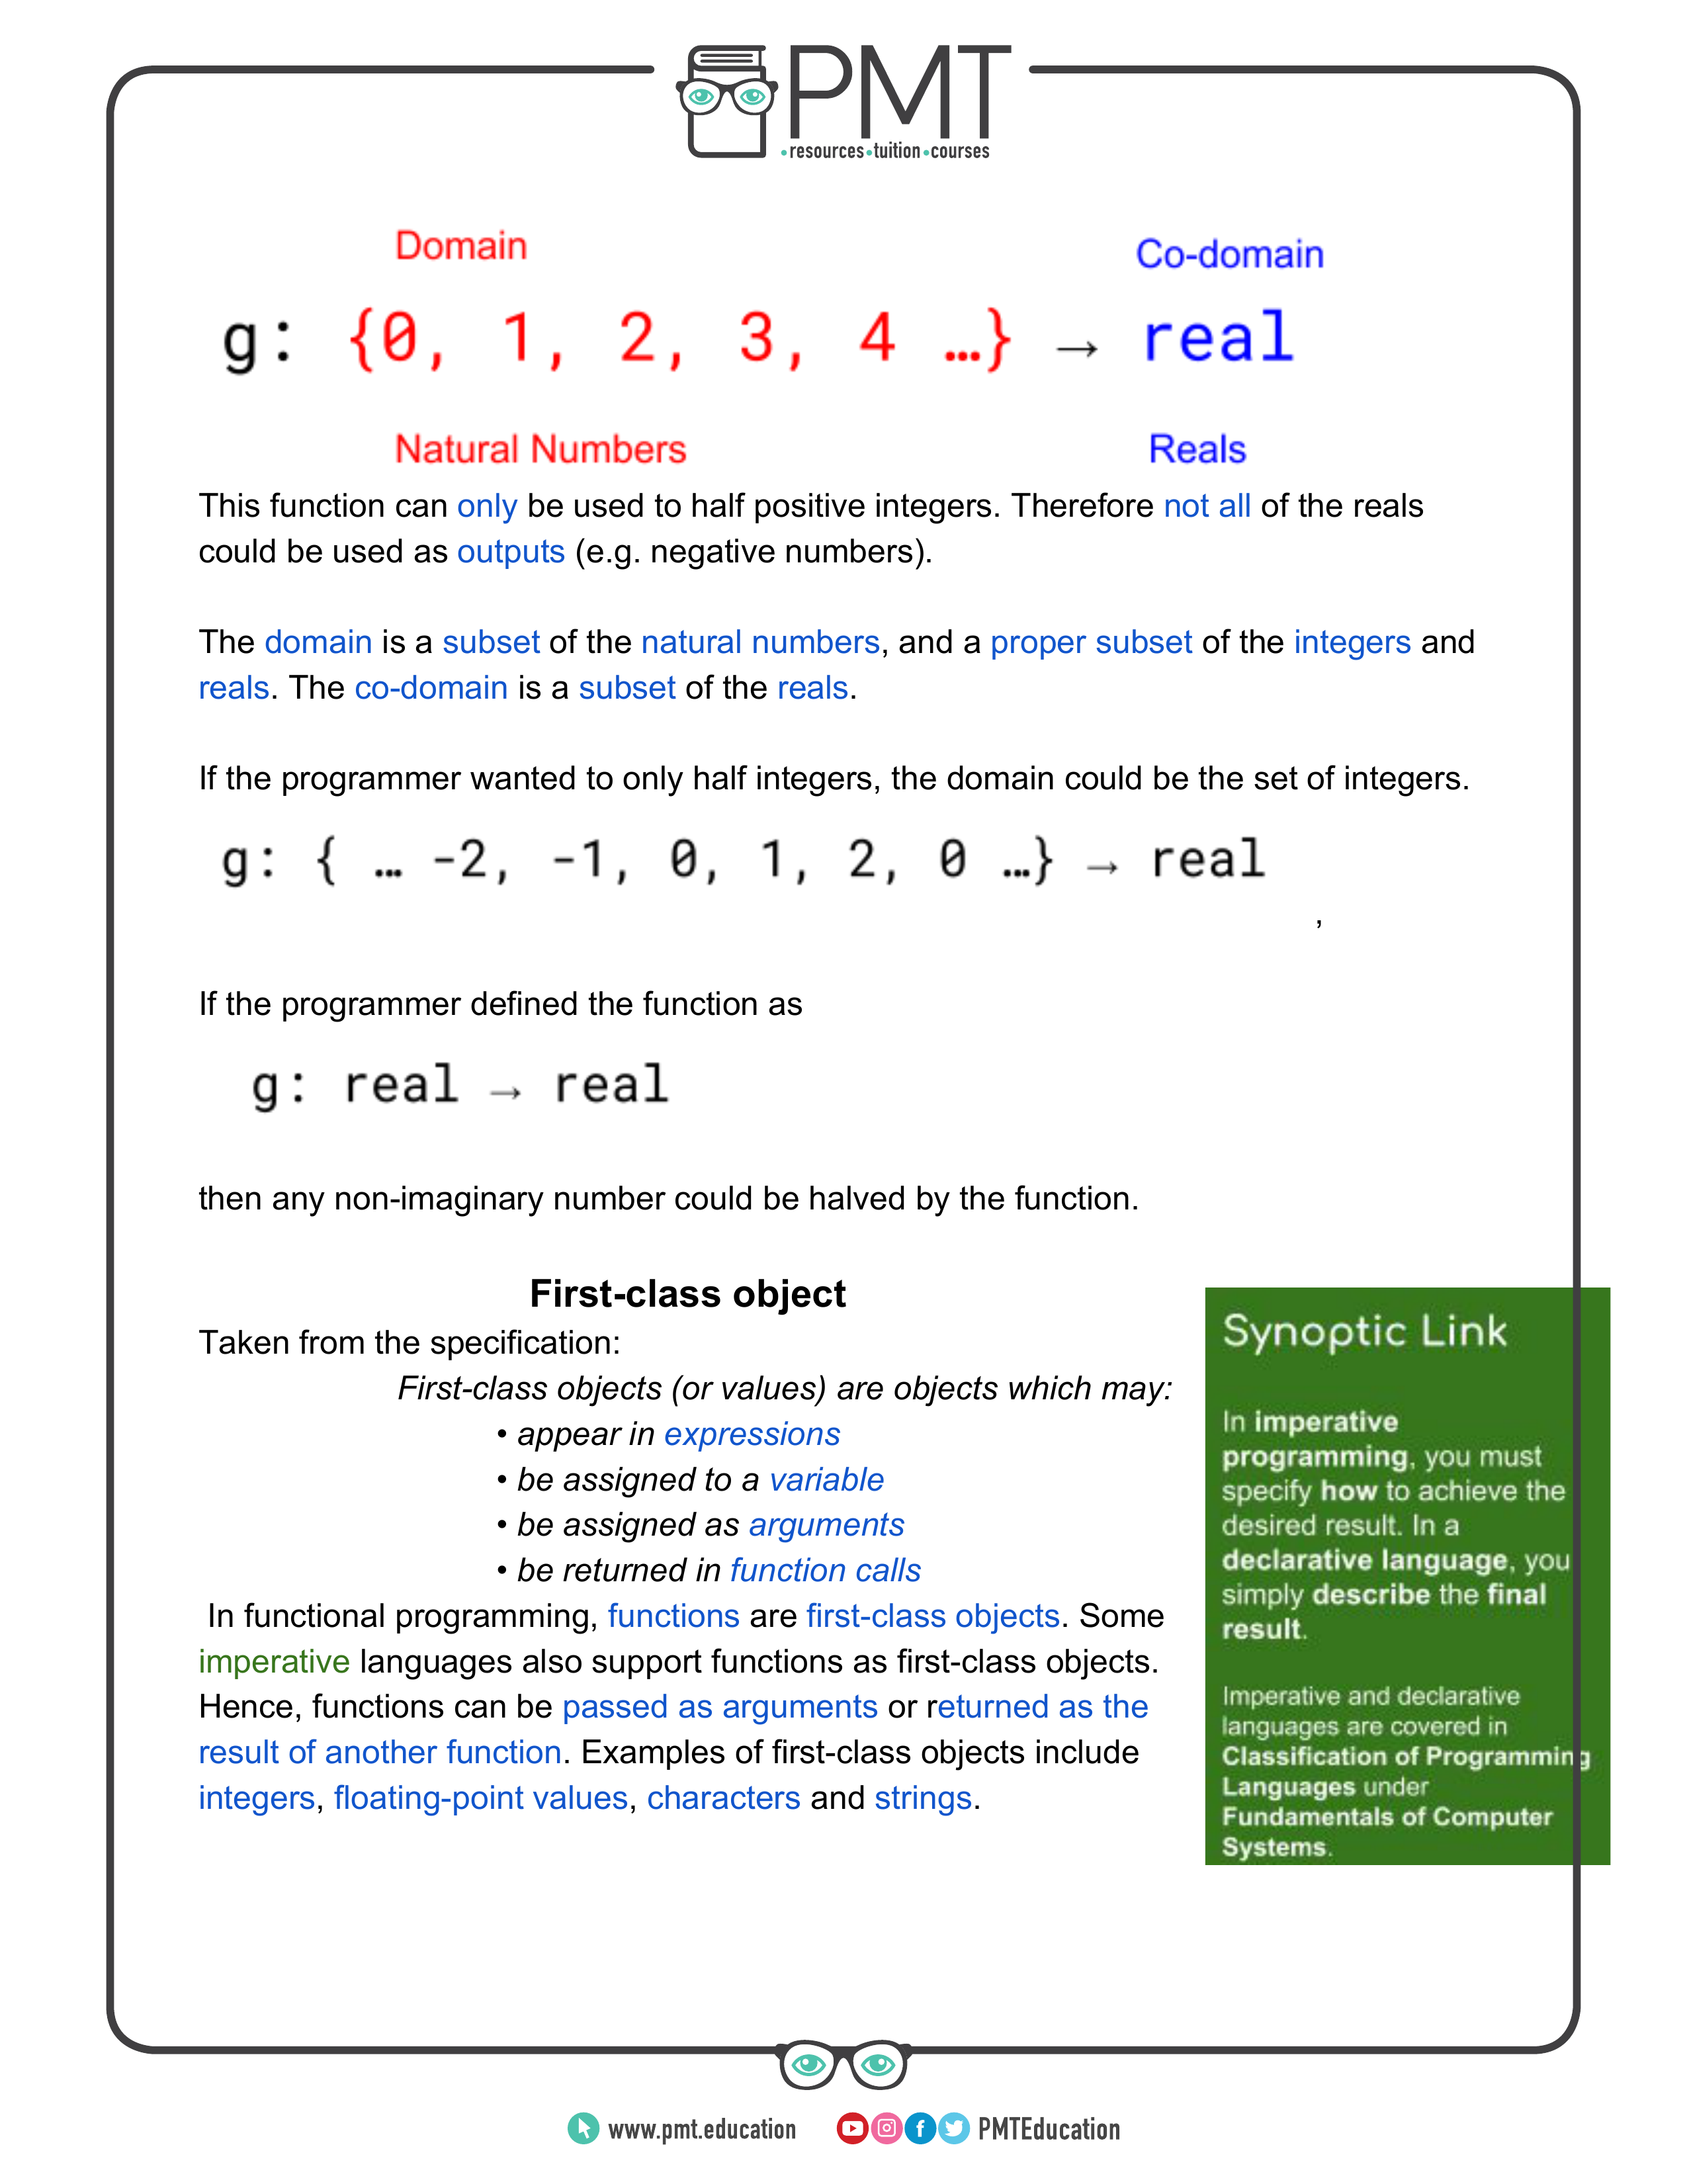 PMT
•resources•tuition•courses
Domain
Co-domain
g: {0, 1, 2, 3, 4 …} → real
Natural Numbers
Reals
This function can only be used to half positive integers. Therefore not all of the reals
could be used as outputs (e.g. negative numbers).
The domain is a subset of the natural numbers, and a proper subset of the integers and
reals. The co-domain is a subset of the reals.
If the programmer wanted to only half integers, the domain could be the set of integers.
g: { … -2, -1, 0, 1, 2, 0 …} → real
,
If the programmer defined the function as
g: real → real
then any non-imaginary number could be halved by the function.
First-class object
Taken from the specification:
First-class objects (or values) are objects which may:
• appear in expressions
• be assigned to a variable
• be assigned as arguments
• be returned in function calls
In functional programming, functions are first-class objects. Some
imperative languages also support functions as first-class objects.
Hence, functions can be passed as arguments or returned as the
result of another function. Examples of first-class objects include
integers, floating-point values, characters and strings.
Synoptic Link
In imperative
programming, you must
specify how to achieve the
desired result. In a
declarative language, you
simply describe the final
result.
Imperative and declarative
languages are covered in
Classification of Programming
Languages under
Fundamentals of Computer
Systems.
www.pmt.education
PMTEducation